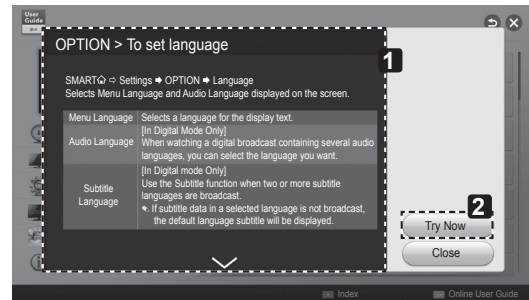 User
Guide
OPTION > To set language
1
SMART ⇨ Settings ➡ OPTION ➡ Language
Selects Menu Language and Audio Language displayed on the screen.
Menu Language Selects a language for the display text.
Audio Language [In Digital Mode Only]
When watching a digital broadcast containing several audio
languages, you can select the language you want.
Subtitle
Language
[In Digital mode Only]
Use the Subtitle function when two or more subtitle
languages are broadcast.
If subtitle data in a selected language is not broadcast,
the default language subtitle will be displayed.
2
Try Now
Close
Index
Online User Guide